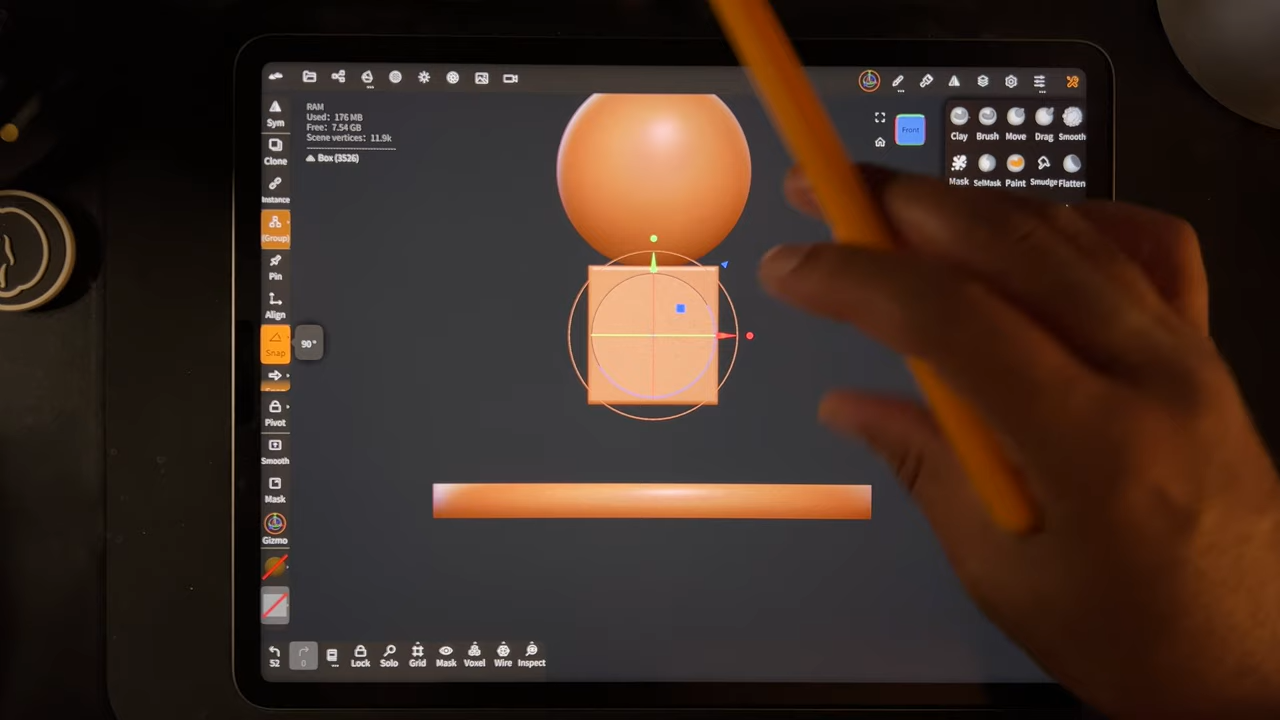 RAM
Used: 176 MB
Free: 7.54 GB
Scene vertices: 11.9k
Box (3526)
Front
Clay Brush Move Drag Smooth
Mask SelMask Paint Smudge Flatten
Sym
Clone
Instance
(Group)
Pin
Align
Snap
90°
Pivot
Smooth
Mask
Gizmo
52
0
Lock Solo Grid Mask Voxel Wire Inspect